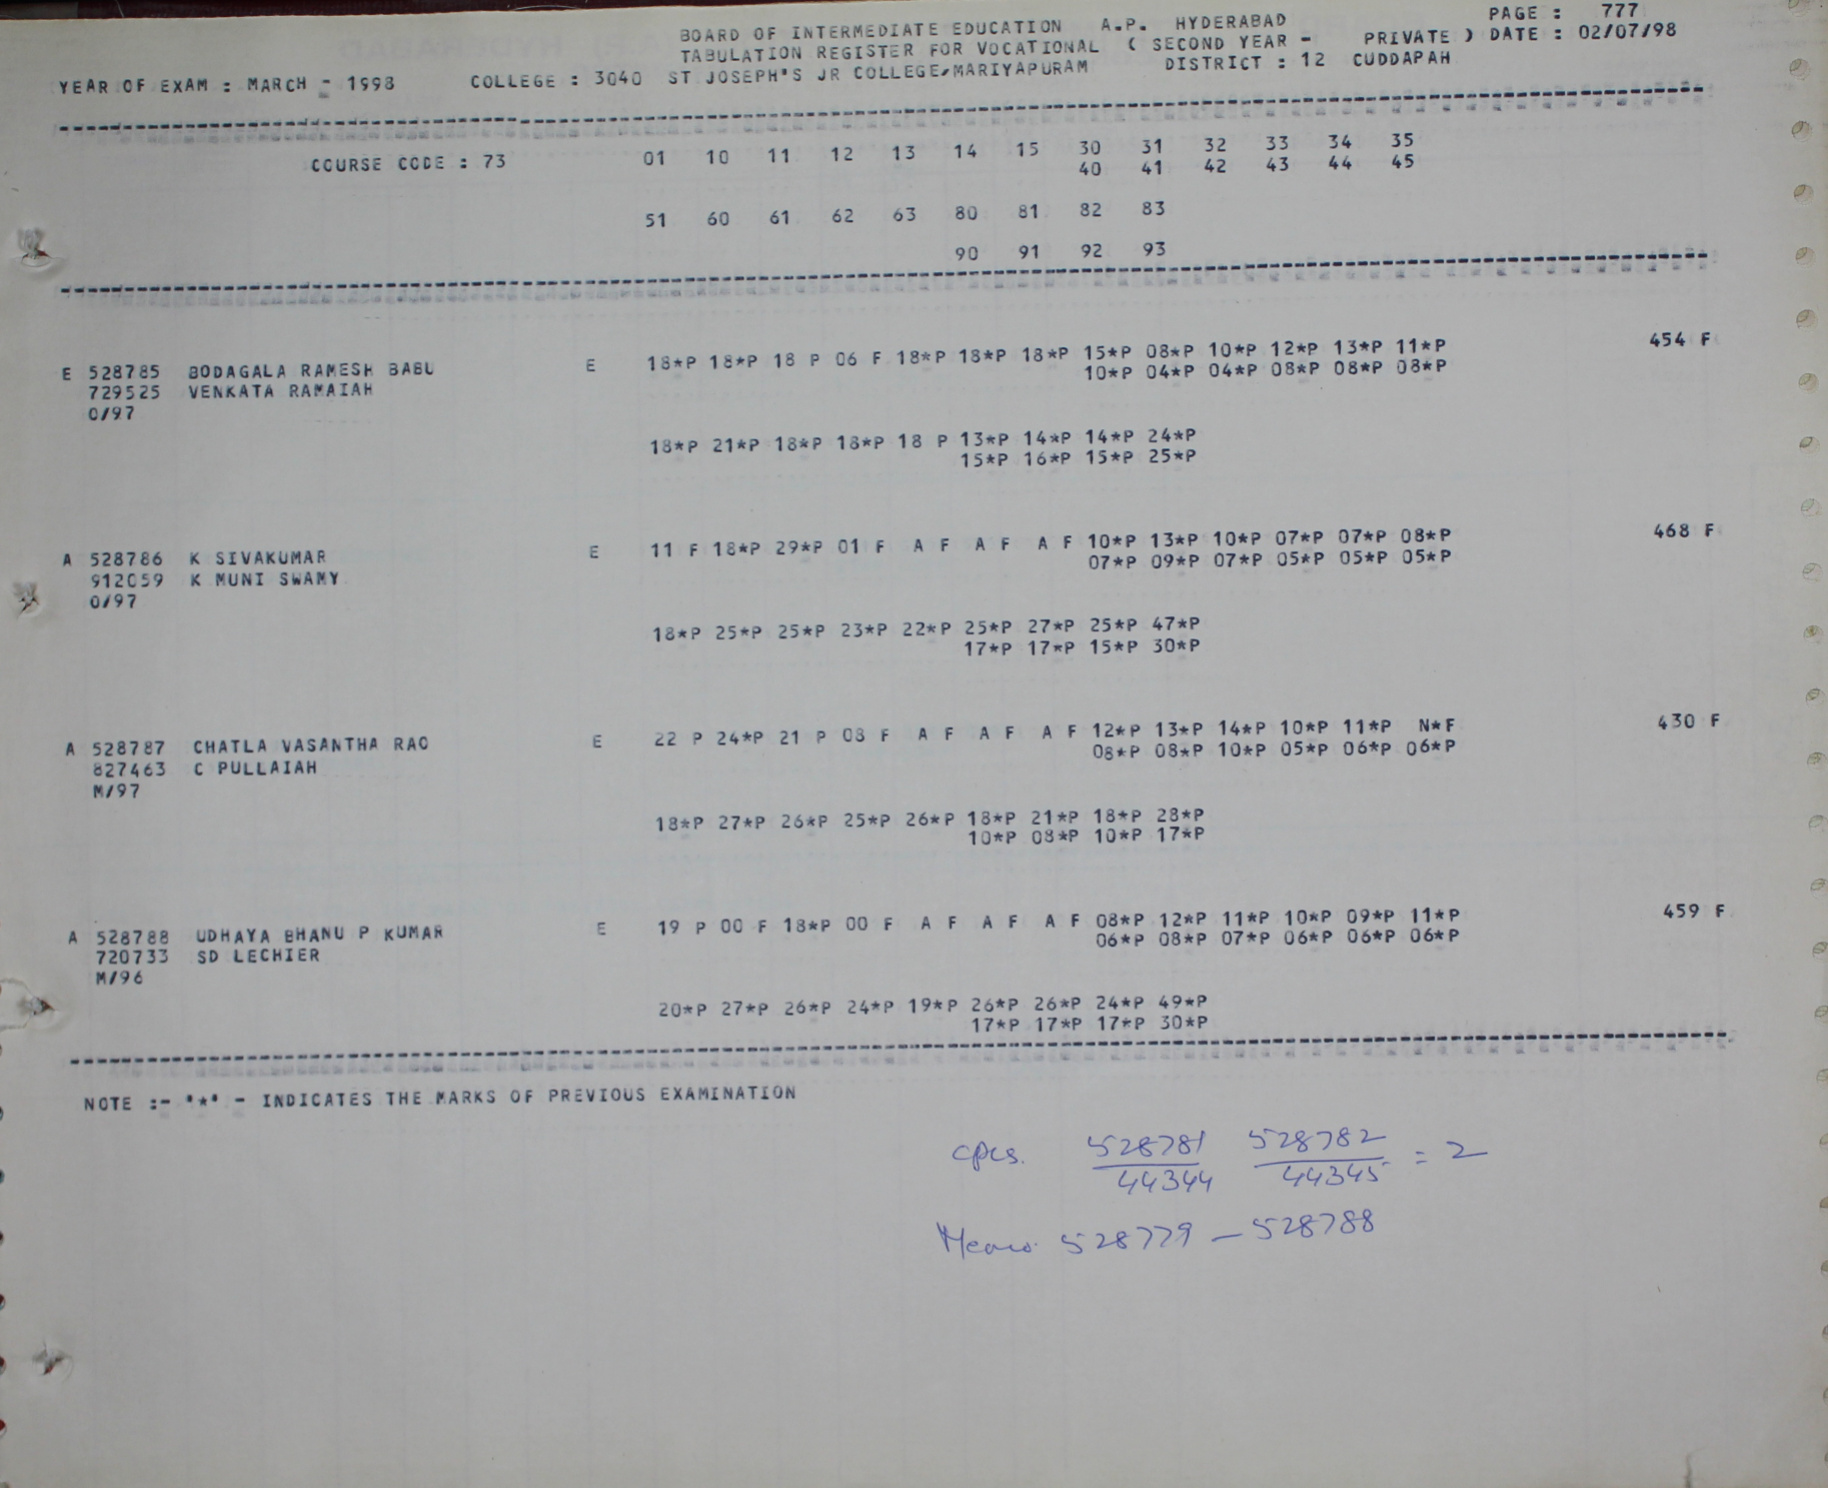 BOARD OF INTERMEDIATE EDUCATION A.P. HYDERABAD PAGE : 777
TABULATION REGISTER FOR VOCATIONAL ( SECOND YEAR - PRIVATE ) DATE : 02/07/98
YEAR OF EXAM : MARCH - 1998 COLLEGE : 3040 ST JOSEPH'S JR COLLEGE,MARIYAPURAM DISTRICT : 12 CUDDAPAH
COURSE CODE : 73 01 10 11 12 13 14 15 30 31 32 33 34 35
40 41 42 43 44 45
51 60 61 62 63 80 81 82 83
90 91 92 93
E 528785 BODAGALA RAMESH BABU E 18*P 18*P 18 P 06 F 18*P 18*P 18*P 15*P 08*P 10*P 12*P 13*P 11*P 454 F
729525 VENKATA RAMAIAH 10*P 04*P 04*P 08*P 08*P 08*P
O/97
18*P 21*P 18*P 18*P 18 P 13*P 14*P 14*P 24*P
15*P 16*P 15*P 25*P
A 528786 K SIVAKUMAR E 11 F 18*P 29*P 01 F A F A F A F 10*P 13*P 10*P 07*P 07*P 08*P 468 F
912059 K MUNI SWAMY 07*P 09*P 07*P 05*P 05*P 05*P
O/97
18*P 25*P 25*P 23*P 22*P 25*P 27*P 25*P 47*P
17*P 17*P 15*P 30*P
A 528787 CHATLA VASANTHA RAO E 22 P 24*P 21 P 08 F A F A F A F 12*P 13*P 14*P 10*P 11*P N*F 430 F
827463 C PULLAIAH 08*P 08*P 10*P 05*P 06*P 06*P
M/97
18*P 27*P 26*P 25*P 26*P 18*P 21*P 18*P 28*P
10*P 08*P 10*P 17*P
A 528788 UDHAYA BHANU P KUMAR E 19 P 00 F 18*P 00 F A F A F A F 08*P 12*P 11*P 10*P 09*P 11*P 459 F
720733 SD LECHIER 06*P 08*P 07*P 06*P 06*P 06*P
M/96
20*P 27*P 26*P 24*P 19*P 26*P 26*P 24*P 49*P
17*P 17*P 17*P 30*P
NOTE :- '*' - INDICATES THE MARKS OF PREVIOUS EXAMINATION
cpcs. 528781 528782 = 2
44344 44345
Memo. 528779 - 528788